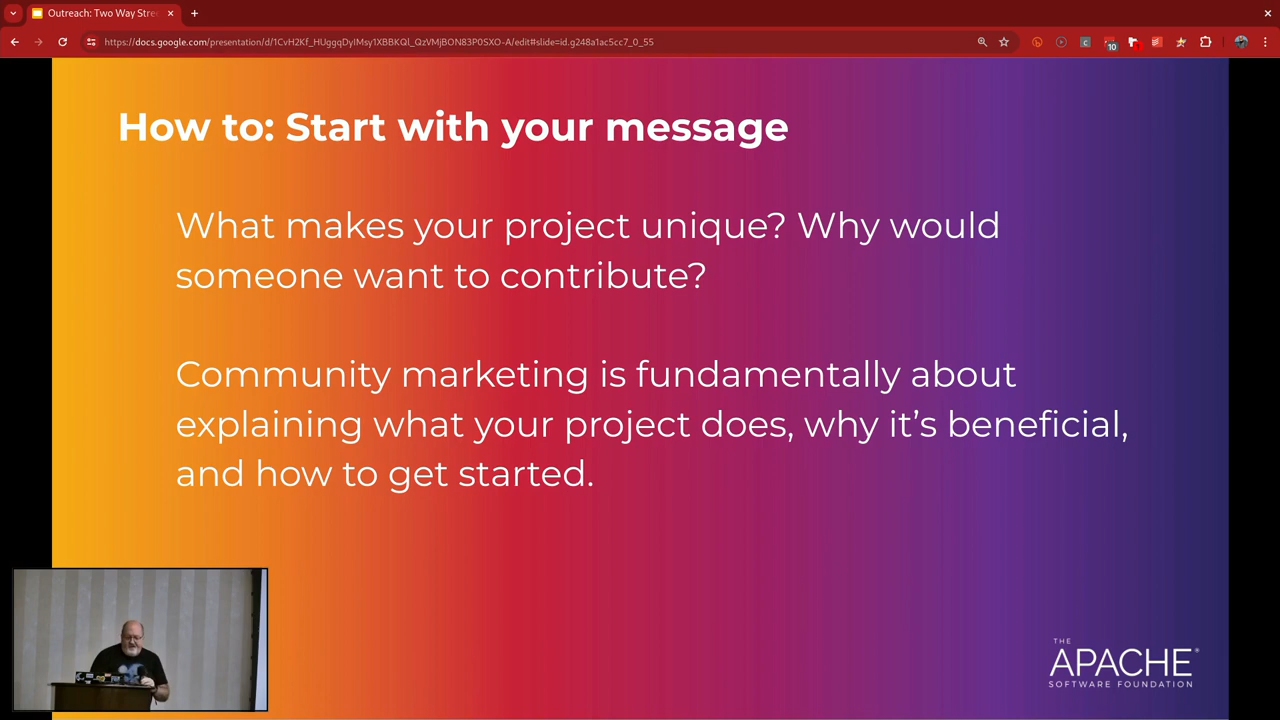 Outreach: Two Way Stre
https://docs.google.com/presentation/d/1CvH2Kf_HUggqDyIMsy1XBBKQl_QzVMjBON83P0SXO-A/edit#slide=id.g248a1ac5cc7_0_55
10
How to: Start with your message
What makes your project unique? Why would
someone want to contribute?
Community marketing is fundamentally about
explaining what your project does, why it’s beneficial,
and how to get started.
THE
APACHE®
SOFTWARE FOUNDATION